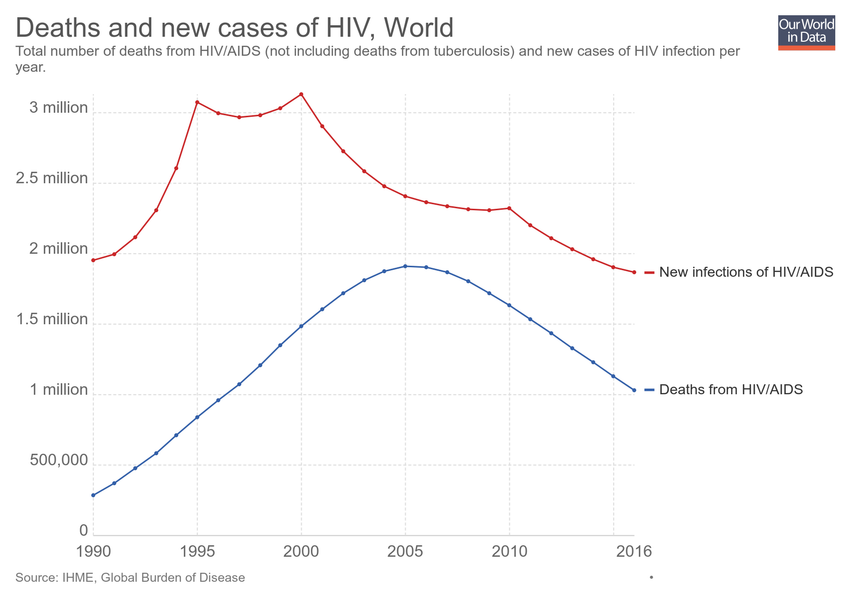 Deaths and new cases of HIV, World
Our World
in Data
Total number of deaths from HIV/AIDS (not including deaths from tuberculosis) and new cases of HIV infection per
year.
3 million
2.5 million
2 million
1.5 million
1 million
500,000
0
New infections of HIV/AIDS
Deaths from HIV/AIDS
1990
1995
2000
2005
2010
2016
Source: IHME, Global Burden of Disease